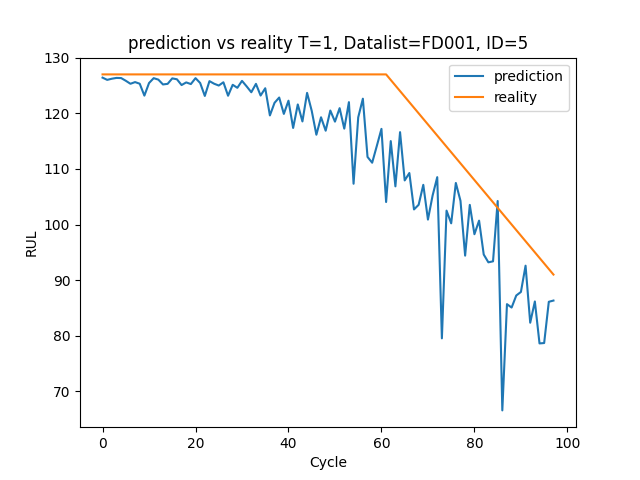 prediction vs reality T=1, Datalist=FD001, ID=5
prediction
reality
130
120
110
100
90
80
70
RUL
0 20 40 60 80 100
Cycle